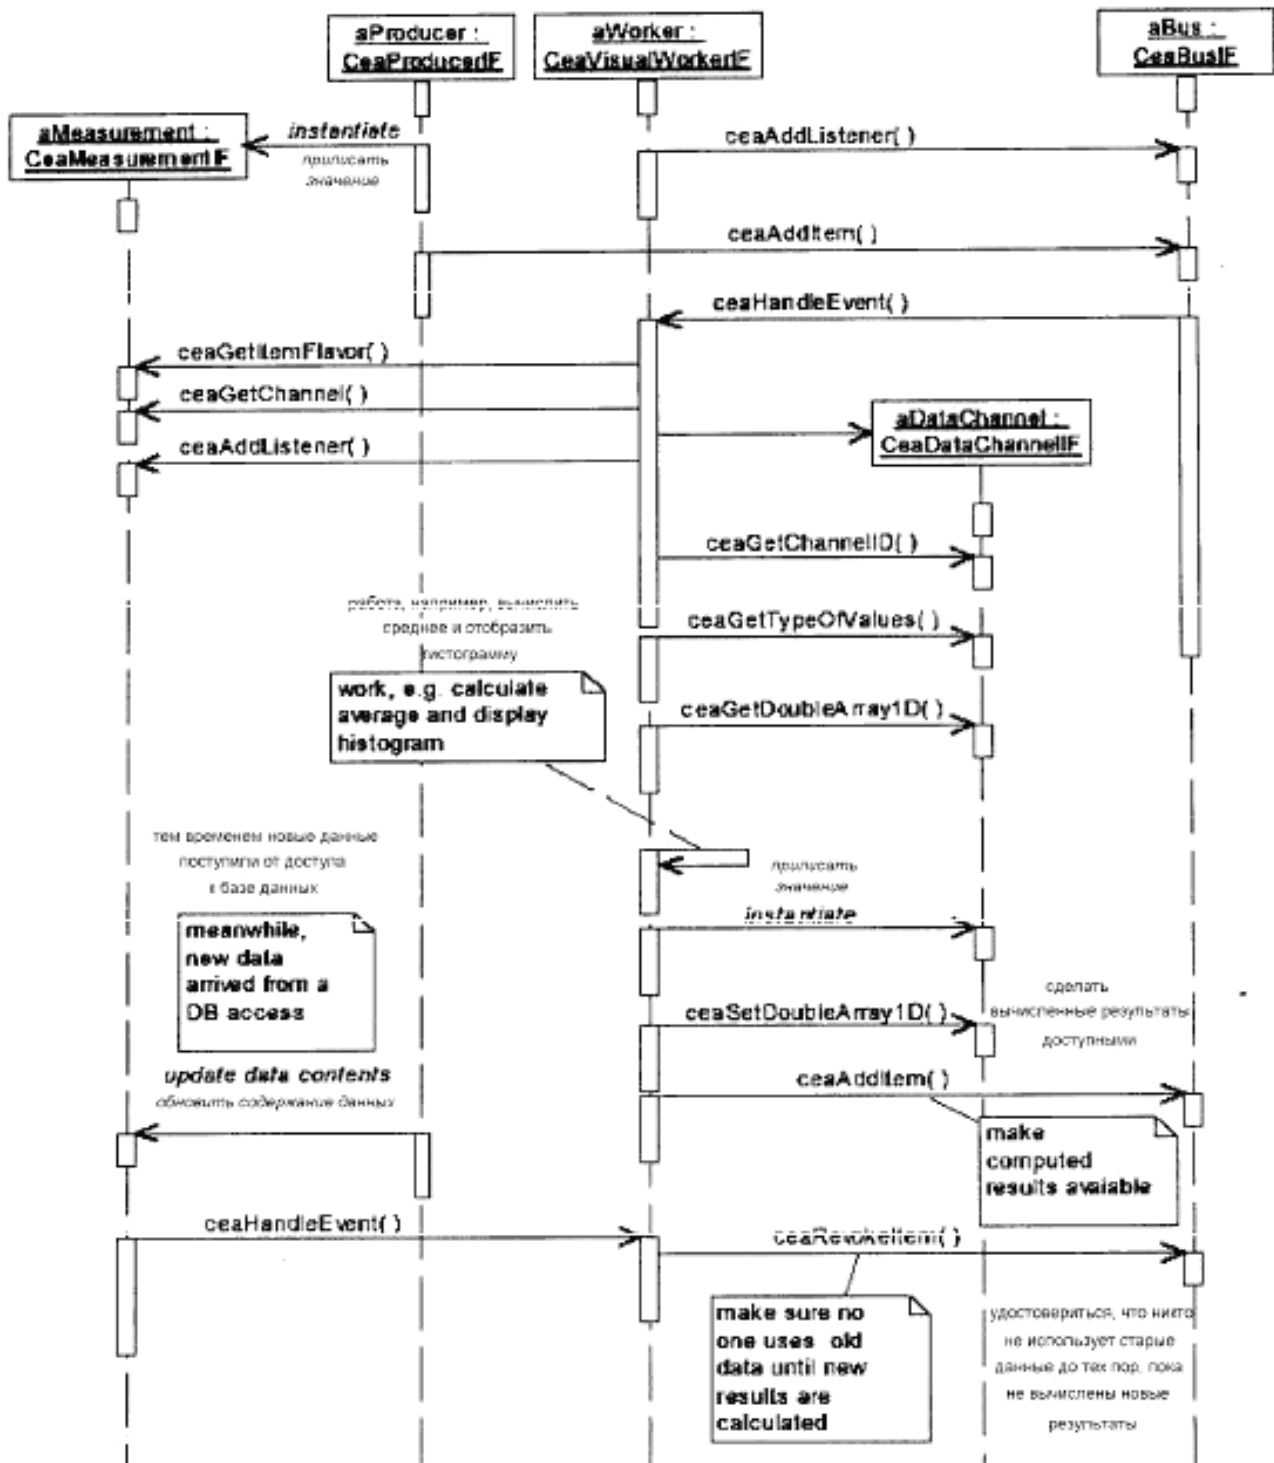 aProducer :
CeaProducerIF
aWorker :
CeaVisualWorkerIF
aBus :
CeaBusIF
aMeasurement :
CeaMeasurementIF
instantiate
приписать
значение
ceaAddListener( )
ceaAddItem( )
ceaHandleEvent( )
ceaGetItemFlavor( )
ceaGetChannel( )
ceaAddListener( )
aDataChannel :
CeaDataChannelIF
ceaGetChannelID( )
работа, например, вычислить
среднее и отобразить
гистограмму
ceaGetTypeOfValues( )
work, e.g. calculate
average and display
histogram
ceaGetDoubleArray1D( )
тем временем новые данные
поступили от доступа
к базе данных
приписать
значение
instantiate
meanwhile,
new data
arrived from a
DB access
сделать
вычисленные результаты
доступными
ceaSetDoubleArray1D( )
update data contents
обновить содержание данных
ceaAddItem( )
make
computed
results avaiable
ceaHandleEvent( )
ceaRevokeItem( )
make sure no
one uses old
data until new
results are
calculated
удостовериться, что никто
не использует старые
данные до тех пор, пока
не вычислены новые
результаты